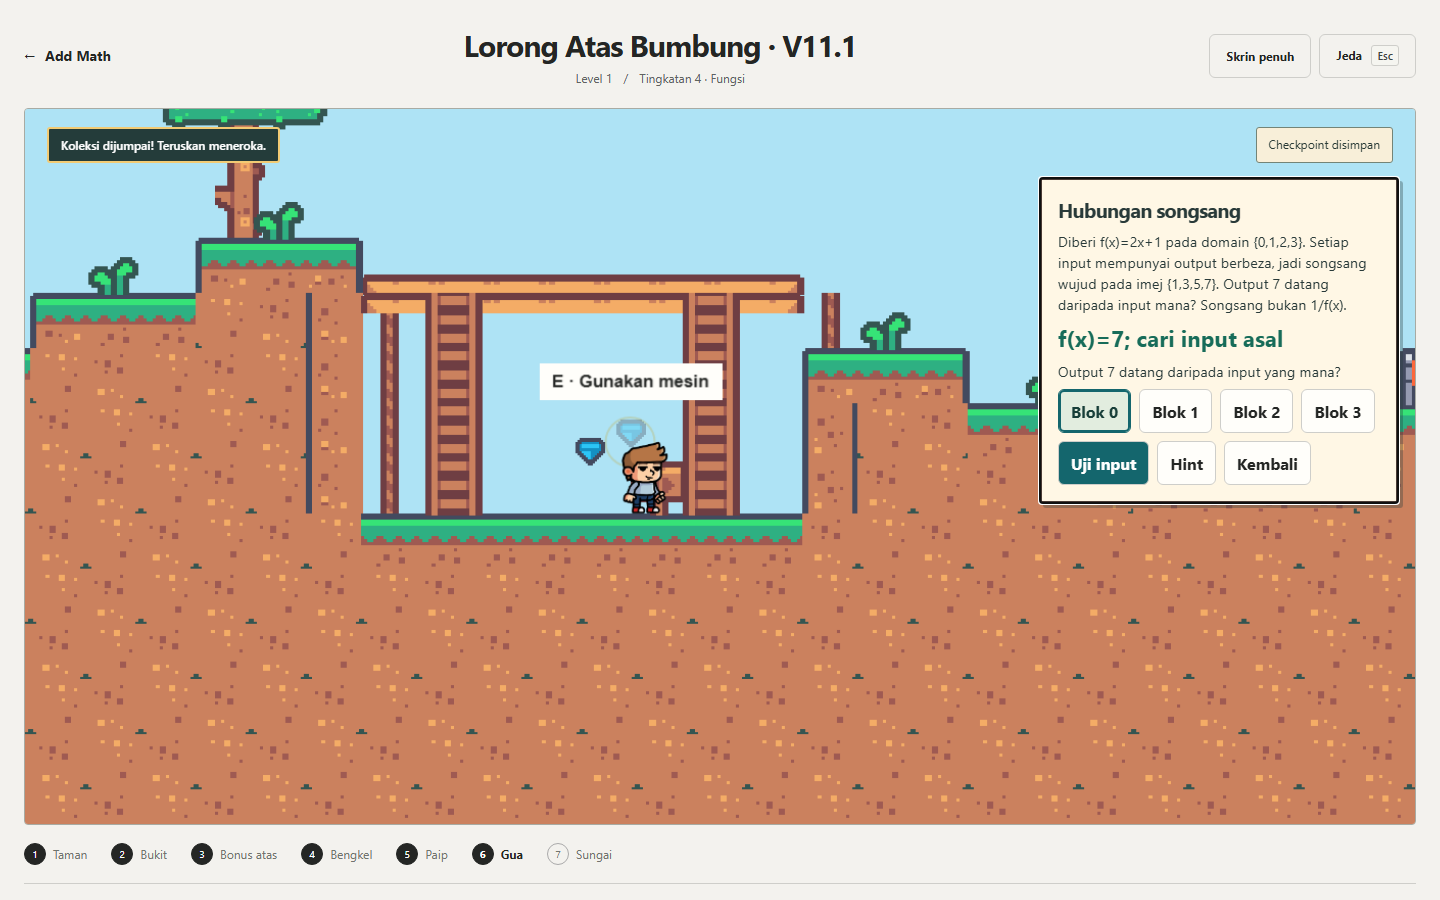 ← Add Math
Lorong Atas Bumbung · V11.1
Level 1 / Tingkatan 4 · Fungsi
Skrin penuh
Jeda Esc
Koleksi dijumpai! Teruskan meneroka.
Checkpoint disimpan
Hubungan songsang
Diberi f(x)=2x+1 pada domain {0,1,2,3}. Setiap
input mempunyai output berbeza, jadi songsang
wujud pada imej {1,3,5,7}. Output 7 datang
daripada input mana? Songsang bukan 1/f(x).
f(x)=7; cari input asal
Output 7 datang daripada input yang mana?
Blok 0 Blok 1 Blok 2 Blok 3
Uji input Hint Kembali
E · Gunakan mesin
1 Taman 2 Bukit 3 Bonus atas 4 Bengkel 5 Paip 6 Gua 7 Sungai